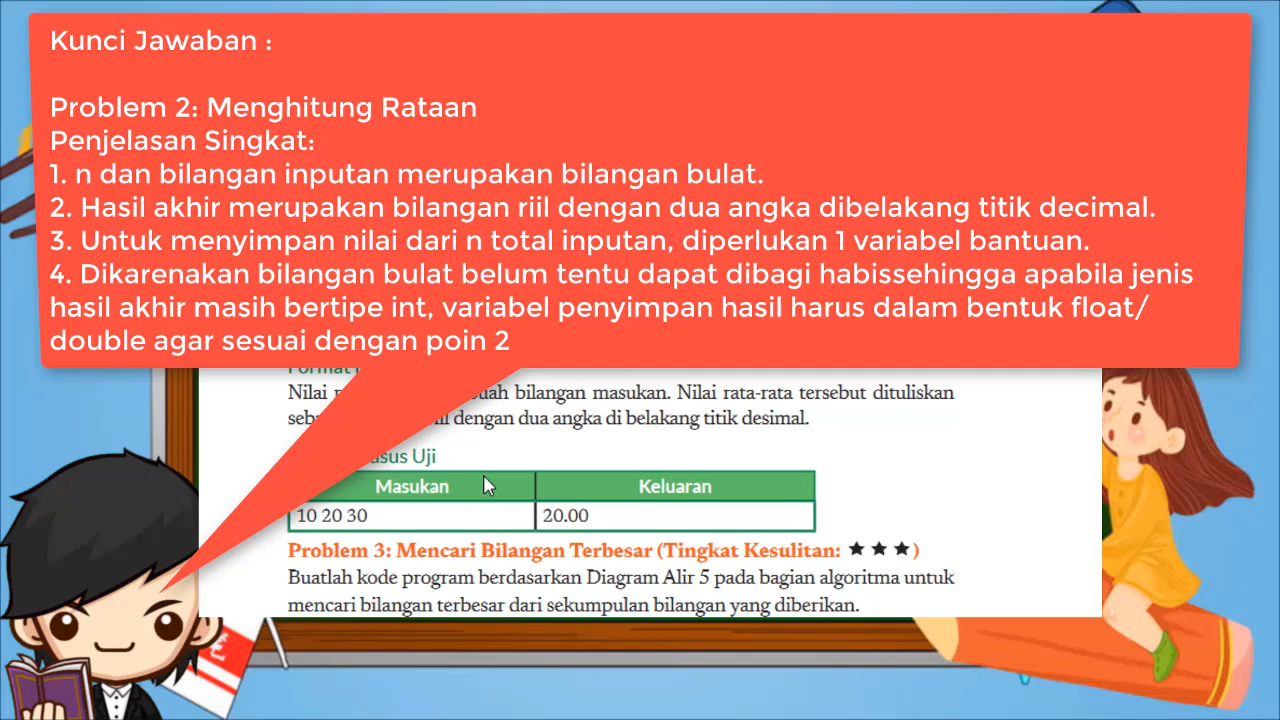 Kunci Jawaban :
Problem 2: Menghitung Rataan
Penjelasan Singkat:
1. n dan bilangan inputan merupakan bilangan bulat.
2. Hasil akhir merupakan bilangan riil dengan dua angka dibelakang titik decimal.
3. Untuk menyimpan nilai dari n total inputan, diperlukan 1 variabel bantuan.
4. Dikarenakan bilangan bulat belum tentu dapat dibagi habissehingga apabila jenis
hasil akhir masih bertipe int, variabel penyimpan hasil harus dalam bentuk float/
double agar sesuai dengan poin 2
Nilai bilangan masukan. Nilai rata-rata tersebut dituliskan
dengan dua angka di belakang titik desimal.
Uji
Masukan Keluaran
10 20 30 20.00
Problem 3: Mencari Bilangan Terbesar (Tingkat Kesulitan: ★ ★ ★)
Buatlah kode program berdasarkan Diagram Alir 5 pada bagian algoritma untuk
mencari bilangan terbesar dari sekumpulan bilangan yang diberikan.